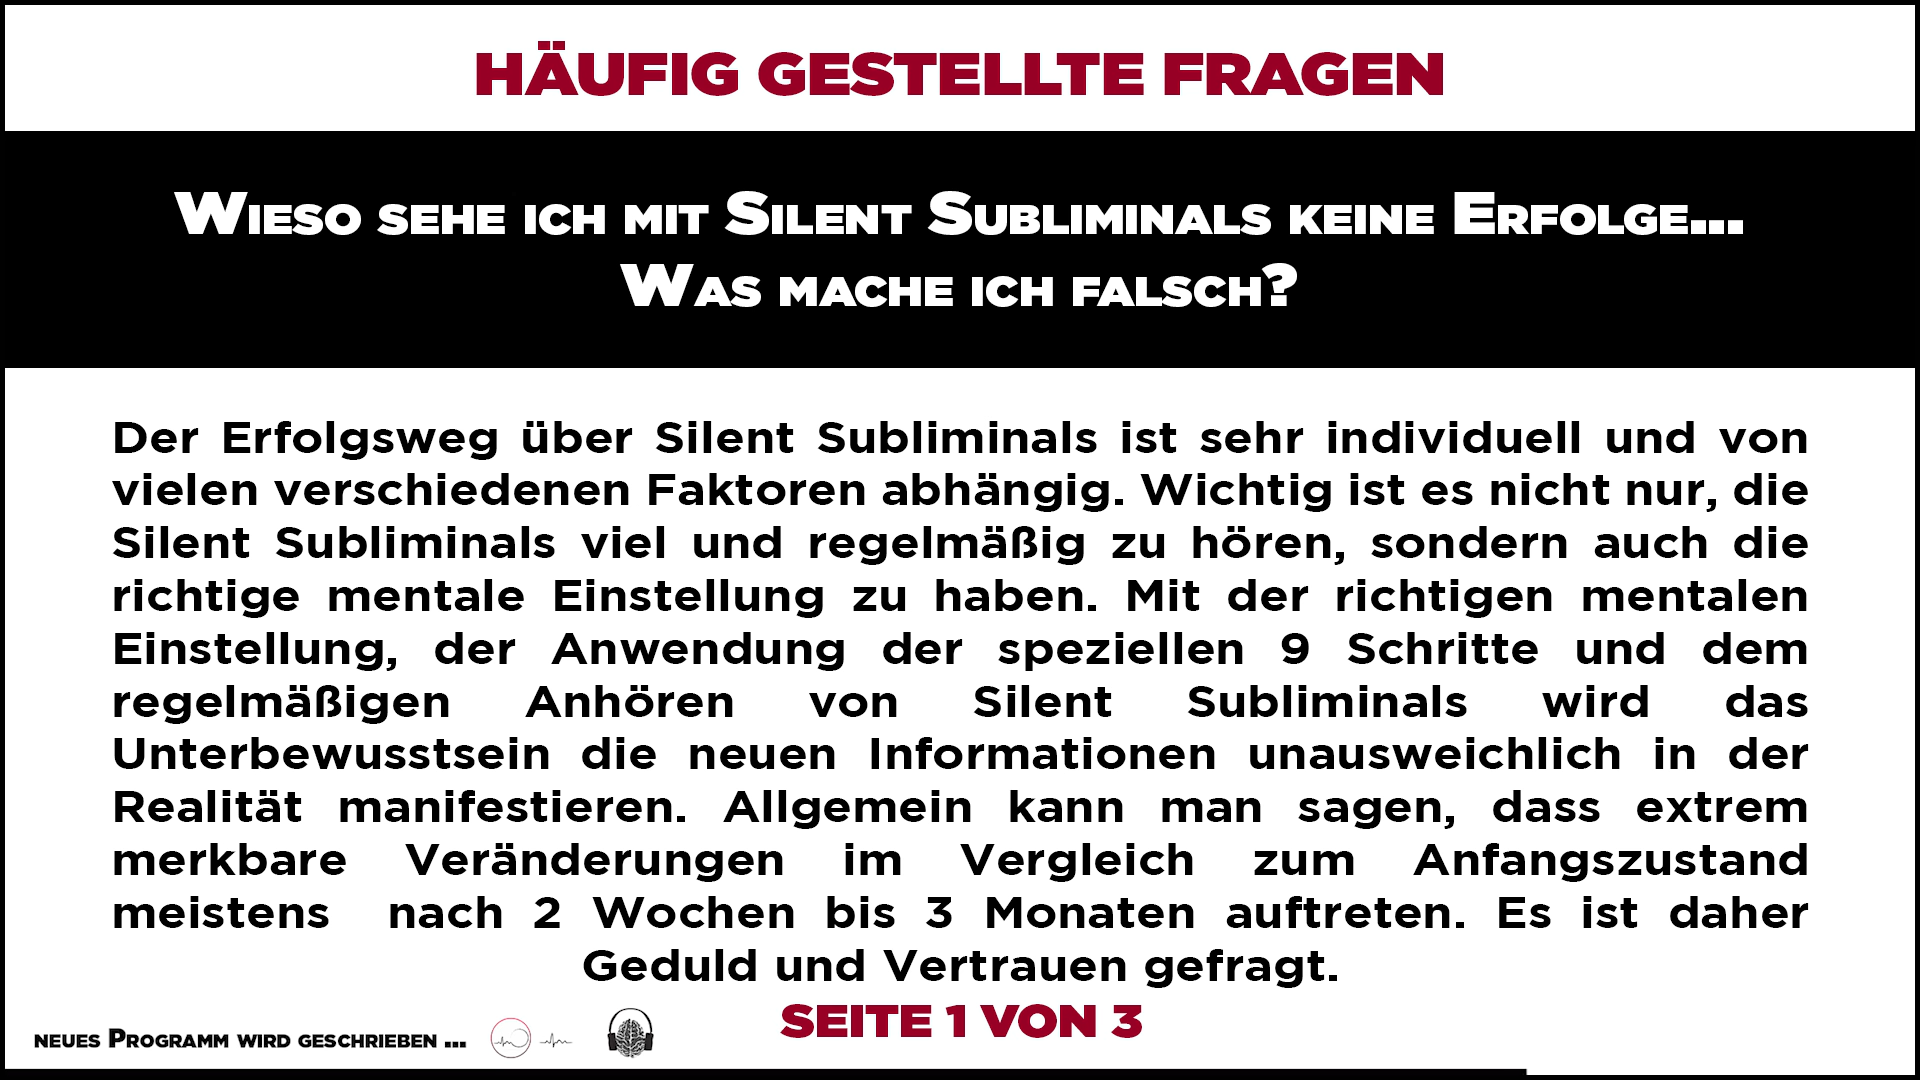 HÄUFIG GESTELLTE FRAGEN
Wieso sehe ich mit Silent Subliminals keine Erfolge...
Was mache ich falsch?
Der Erfolgsweg über Silent Subliminals ist sehr individuell und von
vielen verschiedenen Faktoren abhängig. Wichtig ist es nicht nur, die
Silent Subliminals viel und regelmäßig zu hören, sondern auch die
richtige mentale Einstellung zu haben. Mit der richtigen mentalen
Einstellung, der Anwendung der speziellen 9 Schritte und dem
regelmäßigen Anhören von Silent Subliminals wird das
Unterbewusstsein die neuen Informationen unausweichlich in der
Realität manifestieren. Allgemein kann man sagen, dass extrem
merkbare Veränderungen im Vergleich zum Anfangszustand
meistens nach 2 Wochen bis 3 Monaten auftreten. Es ist daher
Geduld und Vertrauen gefragt.
SEITE 1 VON 3
neues Programm wird geschrieben ...